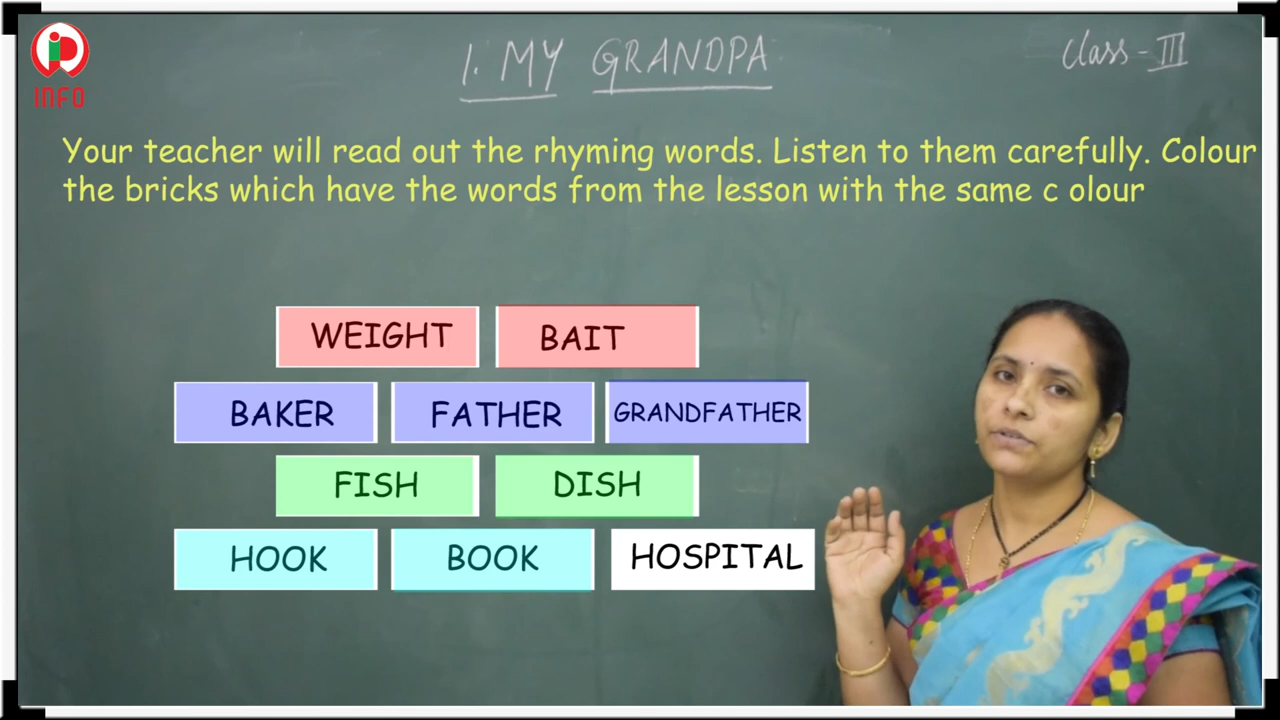 INFO
1. MY GRANDPA
Class - III
Your teacher will read out the rhyming words. Listen to them carefully. Colour
the bricks which have the words from the lesson with the same c olour
WEIGHT BAIT
BAKER FATHER GRANDFATHER
FISH DISH
HOOK BOOK HOSPITAL